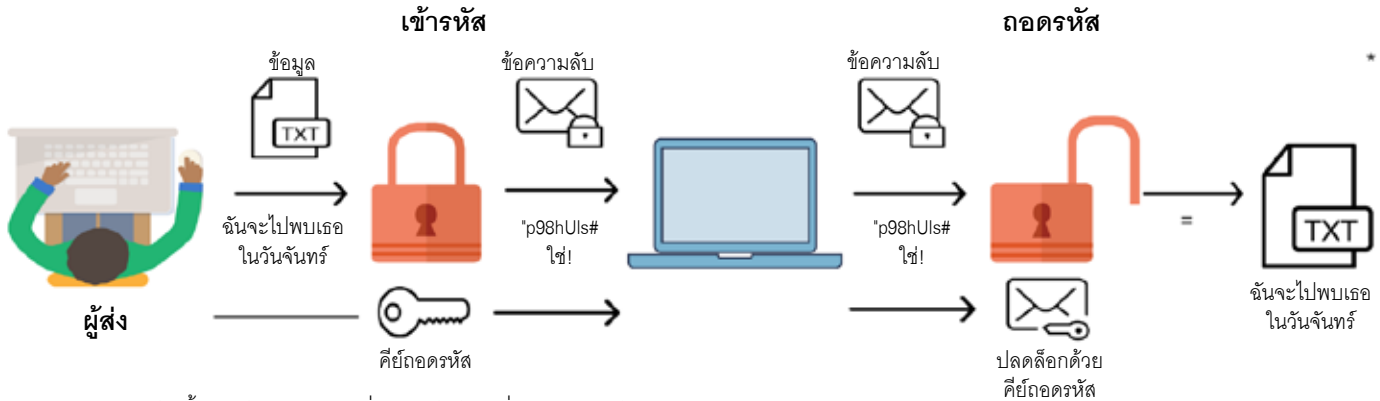 เข้ารหัส
ถอดรหัส
ข้อมูล
ข้อความลับ
ข้อความลับ
*
TXT
ฉันจะไปพบเธอ
ในวันจันทร์
"p98hUIs#
ใช่!
"p98hUIs#
ใช่!
=
TXT
ฉันจะไปพบเธอ
ในวันจันทร์
ผู้ส่ง
คีย์ถอดรหัส
ปลดล็อกด้วย
คีย์ถอดรหัส